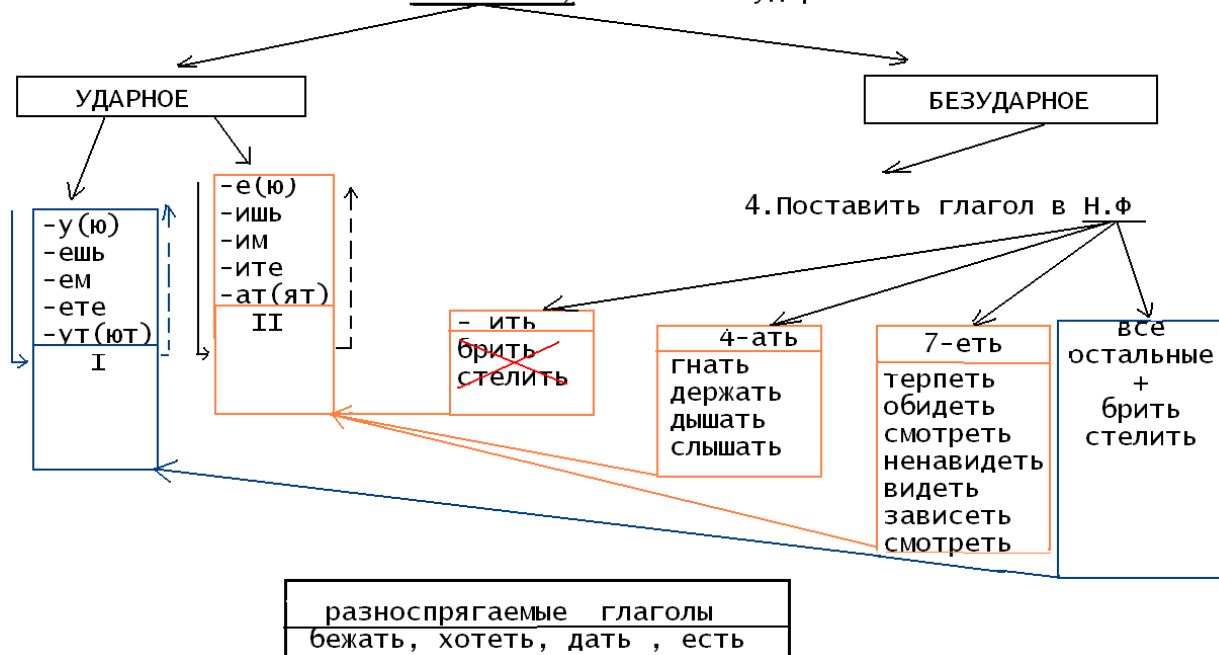 УДАРНОЕ
БЕЗУДАРНОЕ
4.Поставить глагол в Н.Ф
-у(ю)
-ешь
-ем
-ете
-ут(ют)
I
-е(ю)
-ишь
-им
-ите
-ат(ят)
II
- ить
брить
стелить
4-ать
гнать
держать
дышать
слышать
7-еть
терпеть
обидеть
смотреть
ненавидеть
видеть
зависеть
смотреть
все
остальные
+
брить
стелить
разноспрягаемые глаголы
бежать, хотеть, дать , есть